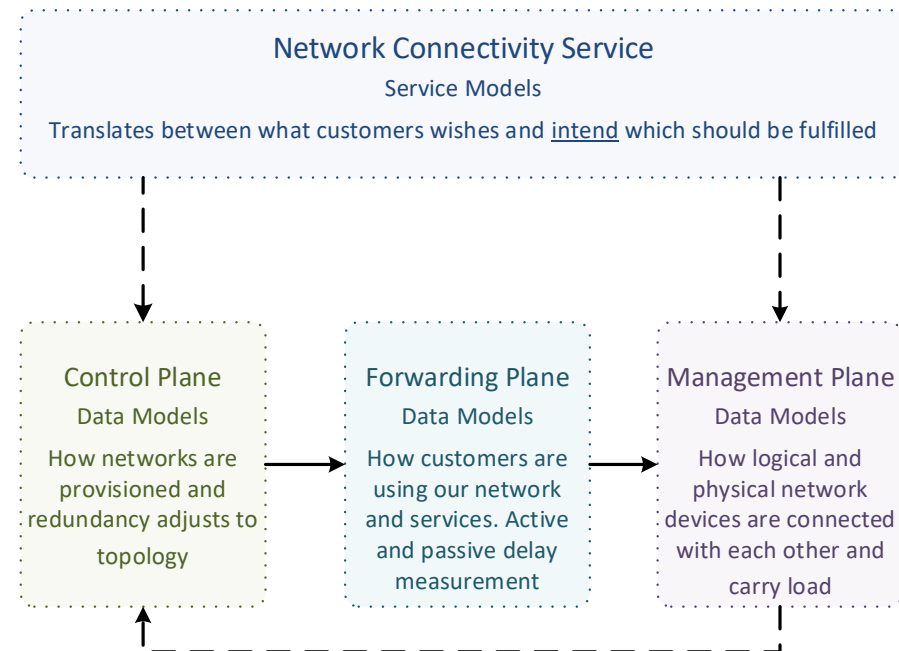 Network Connectivity Service
Service Models
Translates between what customers wishes and intend which should be fulfilled
Control Plane
Data Models
How networks are
provisioned and
redundancy adjusts to
topology
Forwarding Plane
Data Models
How customers are
using our network
and services. Active
and passive delay
measurement
Management Plane
Data Models
How logical and
physical network
devices are connected
with each other and
carry load